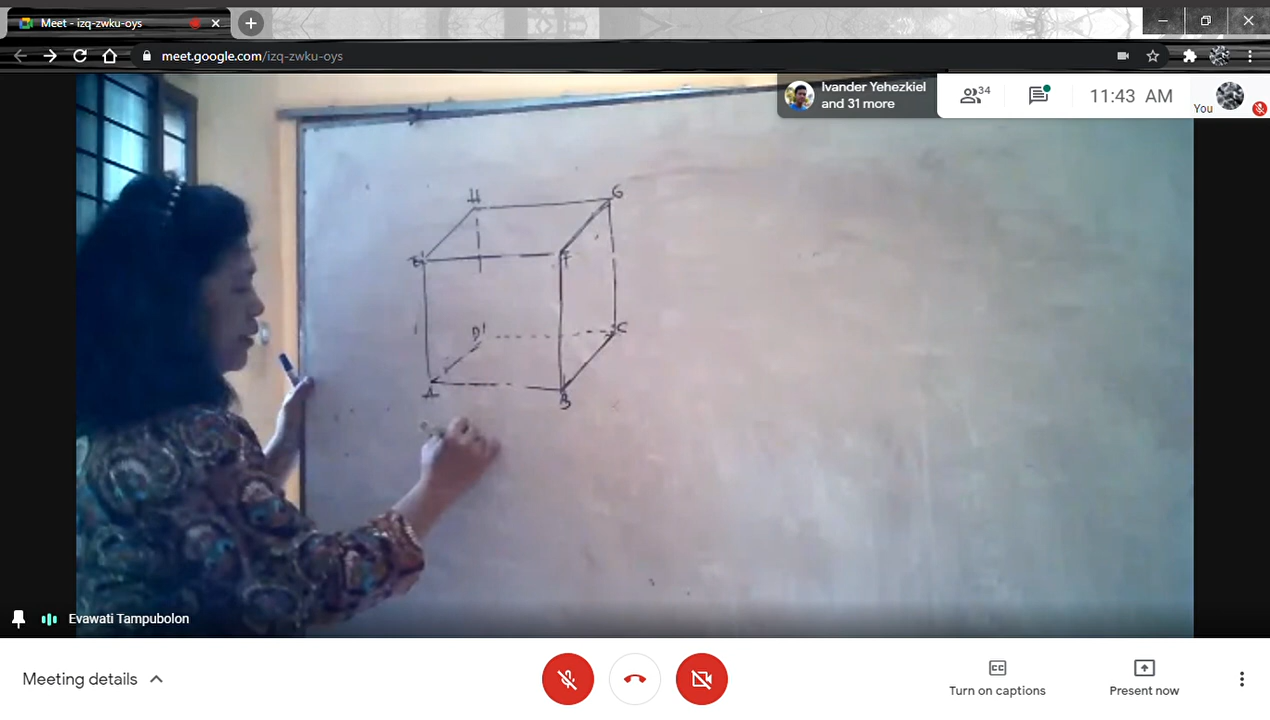 Meet - izq-zwku-oys
meet.google.com/izq-zwku-oys
Ivander Yehezkiel
and 31 more
34
11:43 AM
You
H
G
E
F
D
C
A
B
Evawati Tampubolon
Meeting details
CC
Turn on captions
Present now